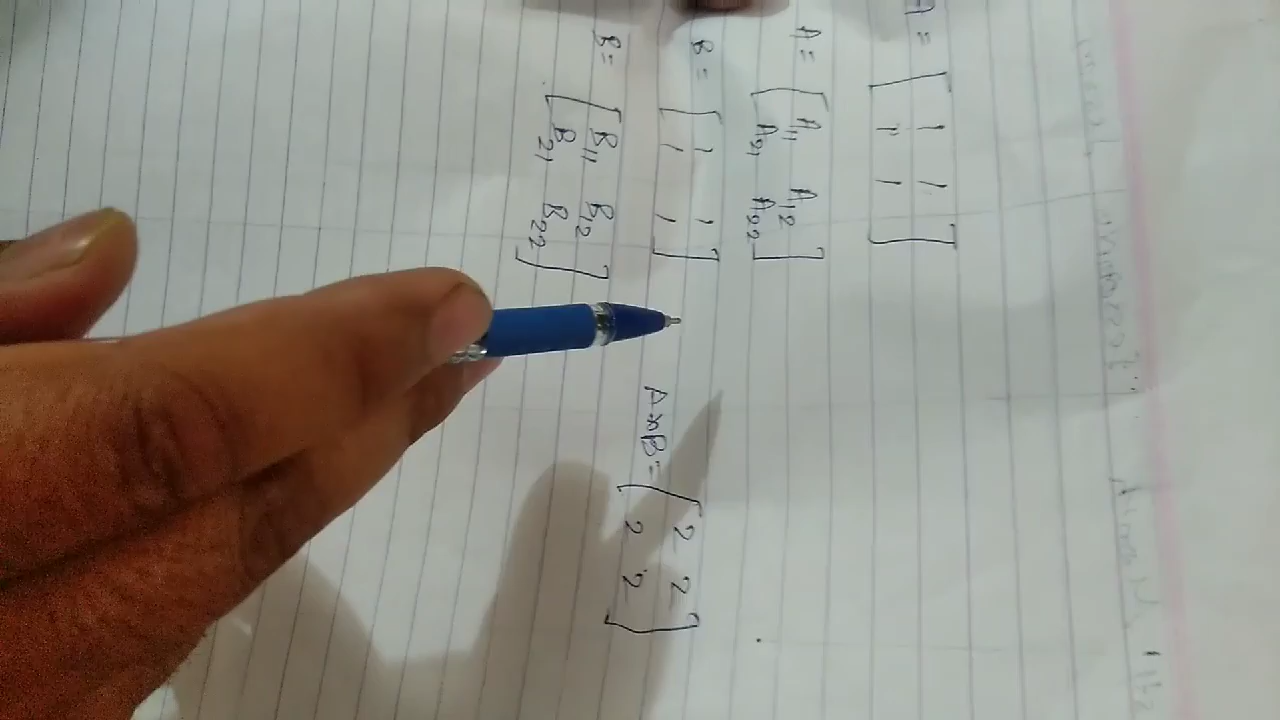 A =
[ 1 1
1 1 ]
A = [ A11 A12
A21 A22 ]
B = [ 1 1
1 1 ]
AxB = [ 2 2
2 2 ]
B = [ B11 B12
B21 B22 ]